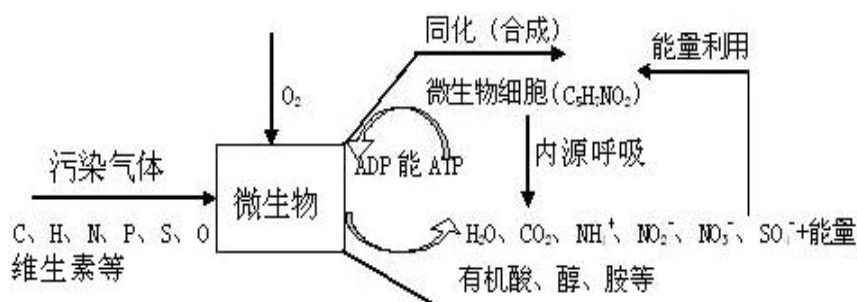 同化（合成）
能量利用
O₂
微生物细胞(C₅H₇NO₂)
污染气体
ADP 能 ATP
内源呼吸
微生物
C、H、N、P、S、O
维生素等
H₂O、CO₂、NH₄⁺、NO₂⁻、NO₃⁻、SO₄⁻+能量
有机酸、醇、胺等